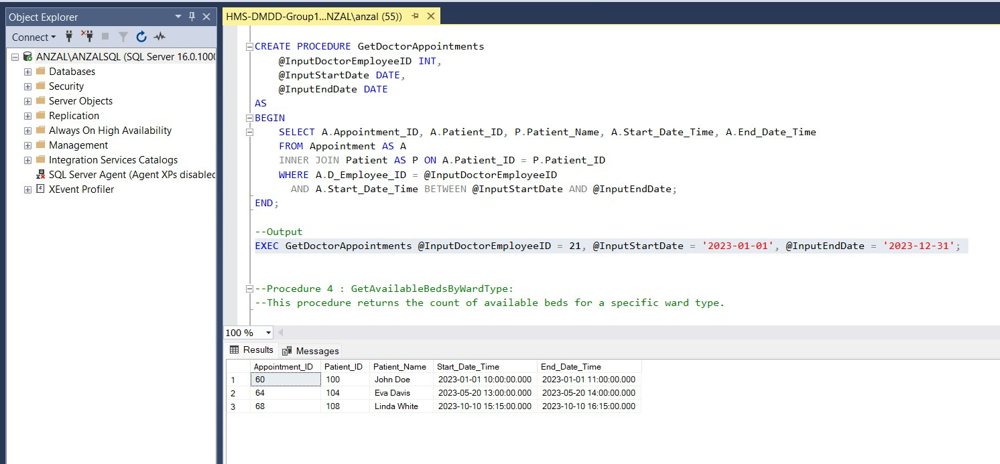 Object Explorer
Connect
ANZAL\ANZALSQL (SQL Server 16.0.1000
Databases
Security
Server Objects
Replication
Always On High Availability
Management
Integration Services Catalogs
SQL Server Agent (Agent XPs disabled
XEvent Profiler
HMS-DMDD-Group1...NZAL\anzal (55))
CREATE PROCEDURE GetDoctorAppointments
@InputDoctorEmployeeID INT,
@InputStartDate DATE,
@InputEndDate DATE
AS
BEGIN
SELECT A.Appointment_ID, A.Patient_ID, P.Patient_Name, A.Start_Date_Time, A.End_Date_Time
FROM Appointment AS A
INNER JOIN Patient AS P ON A.Patient_ID = P.Patient_ID
WHERE A.D_Employee_ID = @InputDoctorEmployeeID
AND A.Start_Date_Time BETWEEN @InputStartDate AND @InputEndDate;
END;
--Output
EXEC GetDoctorAppointments @InputDoctorEmployeeID = 21, @InputStartDate = '2023-01-01', @InputEndDate = '2023-12-31';
--Procedure 4 : GetAvailableBedsByWardType:
--This procedure returns the count of available beds for a specific ward type.
100 %
Results Messages
Appointment_ID Patient_ID Patient_Name Start_Date_Time End_Date_Time
1 60 100 John Doe 2023-01-01 10:00:00.000 2023-01-01 11:00:00.000
2 64 104 Eva Davis 2023-05-20 13:00:00.000 2023-05-20 14:00:00.000
3 68 108 Linda White 2023-10-10 15:15:00.000 2023-10-10 16:15:00.000